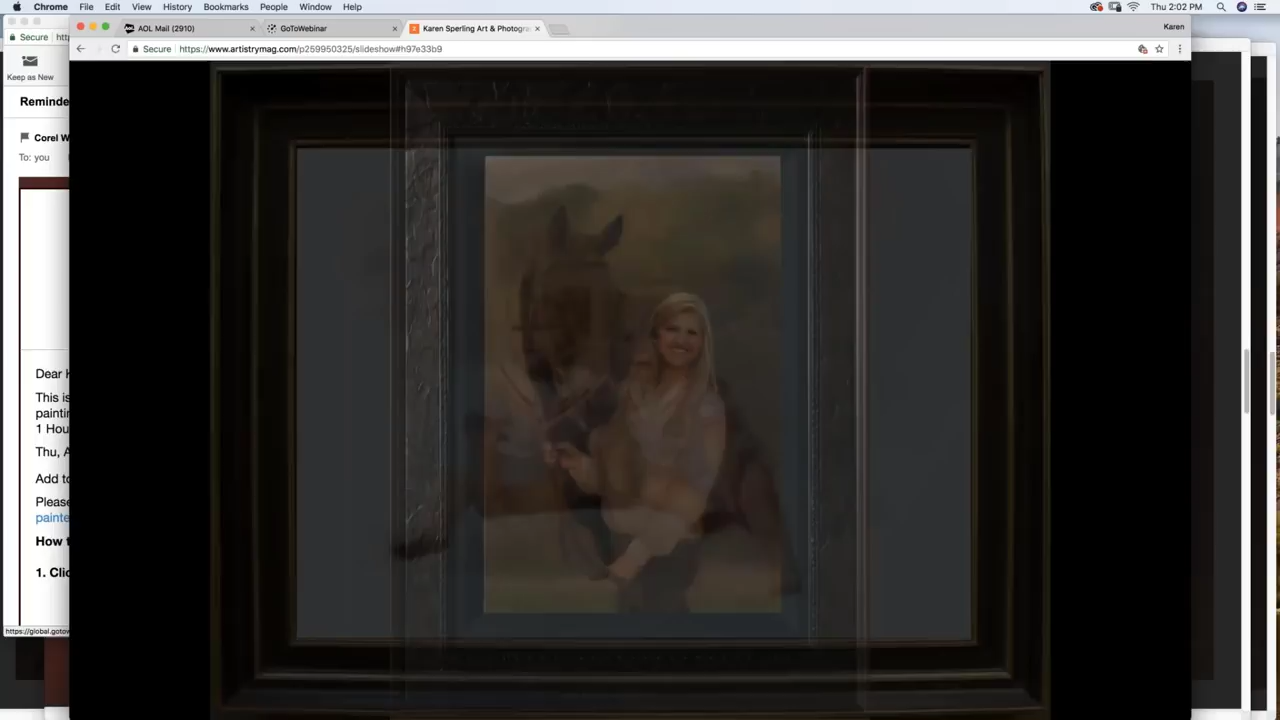 Chrome File Edit View History Bookmarks People Window Help Thu 2:02 PM
AOL Mail (2910) GoToWebinar Karen Sperling Art & Photogra Karen
Secure https://www.artistrymag.com/p259950325/slideshow#h97e33b9
Secure
Keep as New
Reminde
Corel W
To: you
Dear
This is
paintin
1 Hou
Thu, A
Add to
Please
painte
How t
1. Clic
https://global.gotow